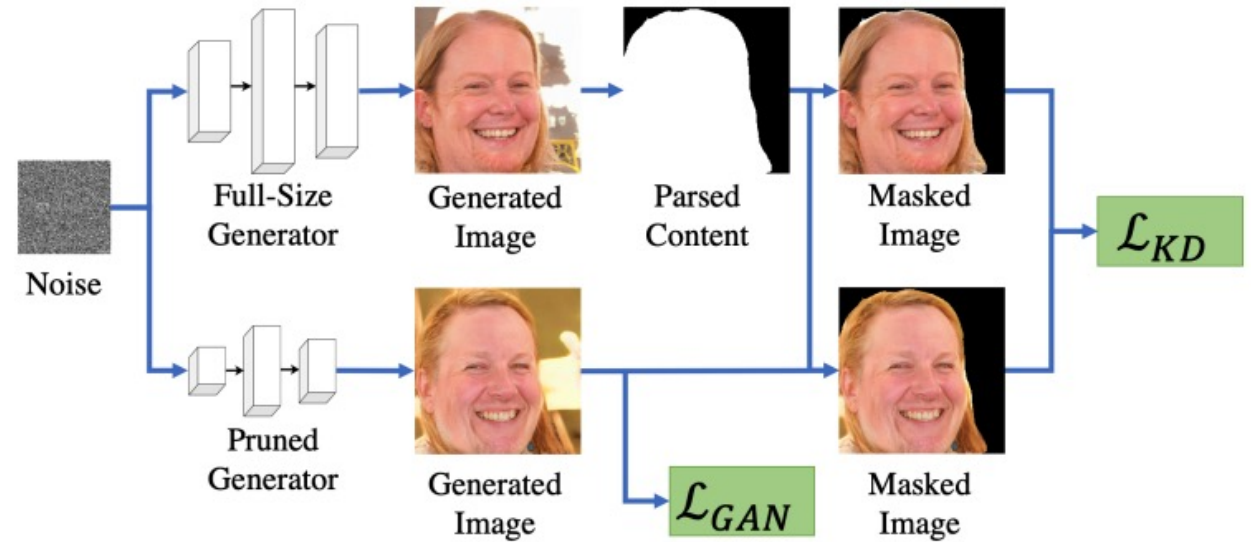 Full-Size
Generator
Generated
Image
Parsed
Content
Masked
Image
Noise
ℒ_KD
Pruned
Generator
Generated
Image
ℒ_GAN
Masked
Image